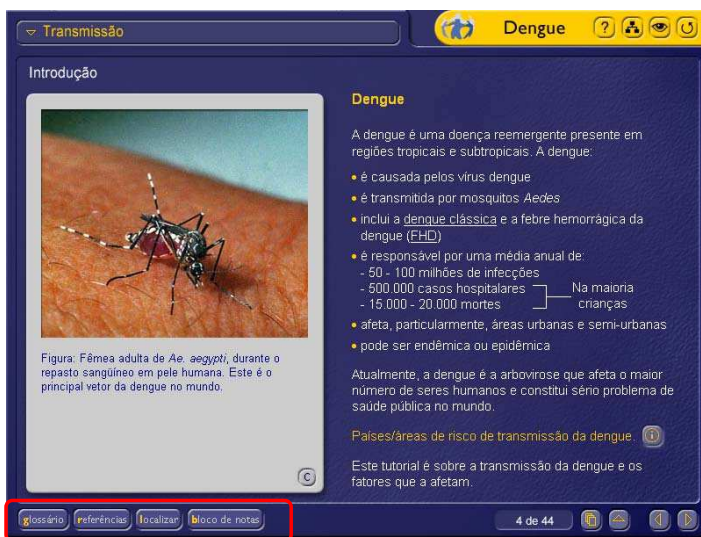 Transmissão
Dengue
Introdução
Figura: Fêmea adulta de Ae. aegypti, durante o
repasto sangüíneo em pele humana. Este é o
principal vetor da dengue no mundo.
C
Dengue
A dengue é uma doença reemergente presente em
regiões tropicais e subtropicais. A dengue:
• é causada pelos vírus dengue
• é transmitida por mosquitos Aedes
• inclui a dengue clássica e a febre hemorrágica da
dengue (FHD)
• é responsável por uma média anual de:
- 50 - 100 milhões de infecções
- 500.000 casos hospitalares
- 15.000 - 20.000 mortes
Na maioria
crianças
• afeta, particularmente, áreas urbanas e semi-urbanas
• pode ser endêmica ou epidêmica
Atualmente, a dengue é a arbovirose que afeta o maior
número de seres humanos e constitui sério problema de
saúde pública no mundo.
Países/áreas de risco de transmissão da dengue. i
Este tutorial é sobre a transmissão da dengue e os
fatores que a afetam.
glossário referências localizar bloco de notas
4 de 44